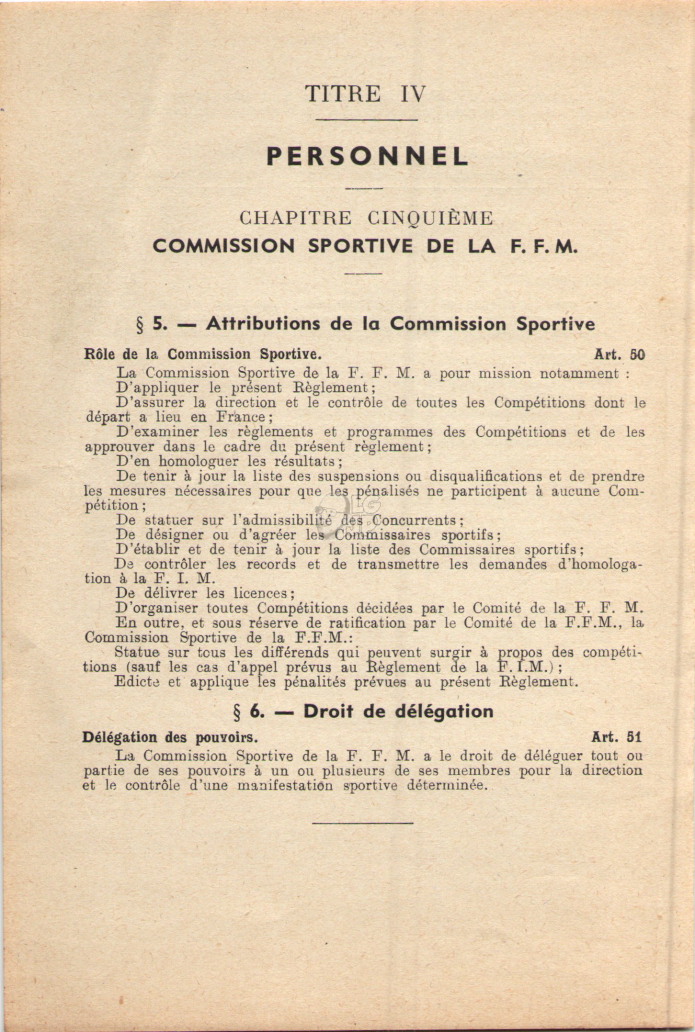 TITRE IV
PERSONNEL
CHAPITRE CINQUIÈME
COMMISSION SPORTIVE DE LA F. F. M.
§ 5. — Attributions de la Commission Sportive
Rôle de la Commission Sportive. Art. 50
La Commission Sportive de la F. F. M. a pour mission notamment :
D'appliquer le présent Règlement ;
D'assurer la direction et le contrôle de toutes les Compétitions dont le
départ a lieu en France ;
D'examiner les règlements et programmes des Compétitions et de les
approuver dans le cadre du présent règlement ;
D'en homologuer les résultats ;
De tenir à jour la liste des suspensions ou disqualifications et de prendre
les mesures nécessaires pour que les pénalisés ne participent à aucune Com-
pétition ;
De statuer sur l'admissibilité des Concurrents ;
De désigner ou d'agréer les Commissaires sportifs ;
D'établir et de tenir à jour la liste des Commissaires sportifs ;
De contrôler les records et de transmettre les demandes d'homologa-
tion à la F. I. M.
De délivrer les licences ;
D'organiser toutes Compétitions décidées par le Comité de la F. F. M.
En outre, et sous réserve de ratification par le Comité de la F.F.M., la
Commission Sportive de la F.F.M.:
Statue sur tous les différends qui peuvent surgir à propos des compéti-
tions (sauf les cas d'appel prévus au Règlement de la F.I.M.) ;
Edicte et applique les pénalités prévues au présent Règlement.
§ 6. — Droit de délégation
Délégation des pouvoirs. Art. 51
La Commission Sportive de la F. F. M. a le droit de déléguer tout ou
partie de ses pouvoirs à un ou plusieurs de ses membres pour la direction
et le contrôle d'une manifestation sportive déterminée.